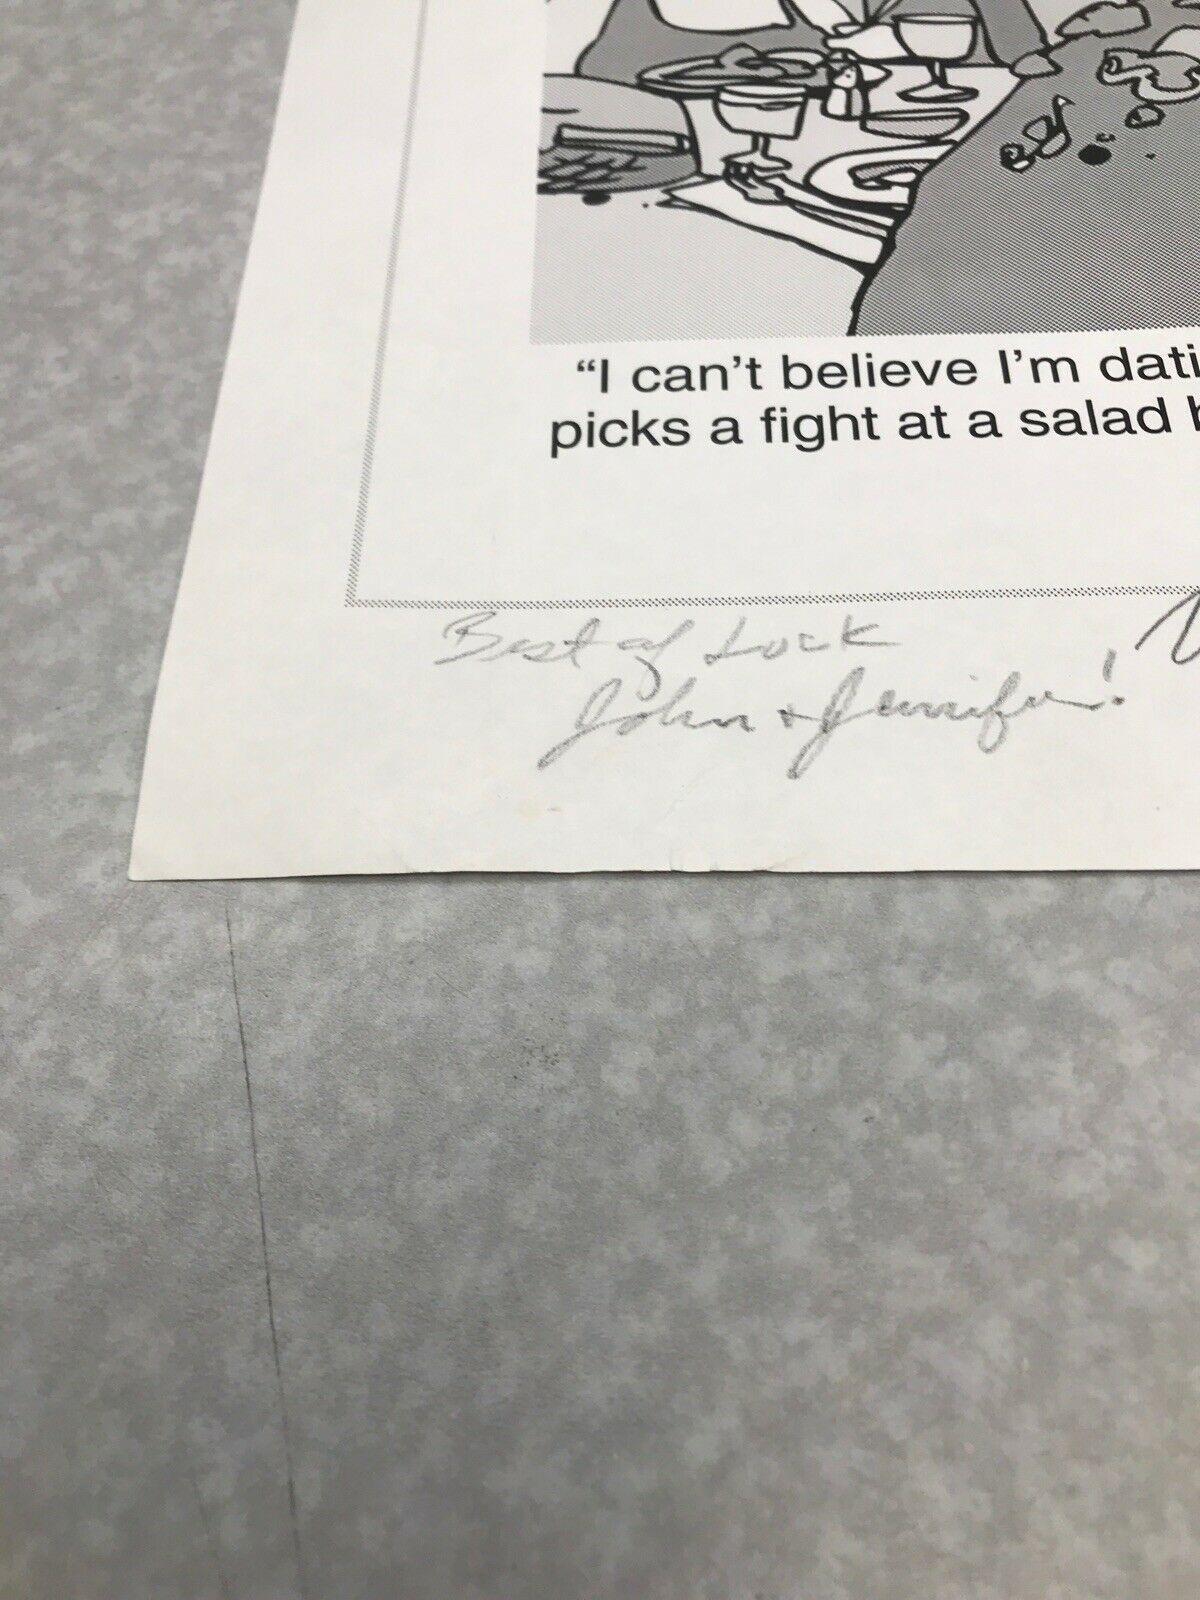 “I can’t believe I’m dati
picks a fight at a salad b
Best of Luck
John + Jennifer!